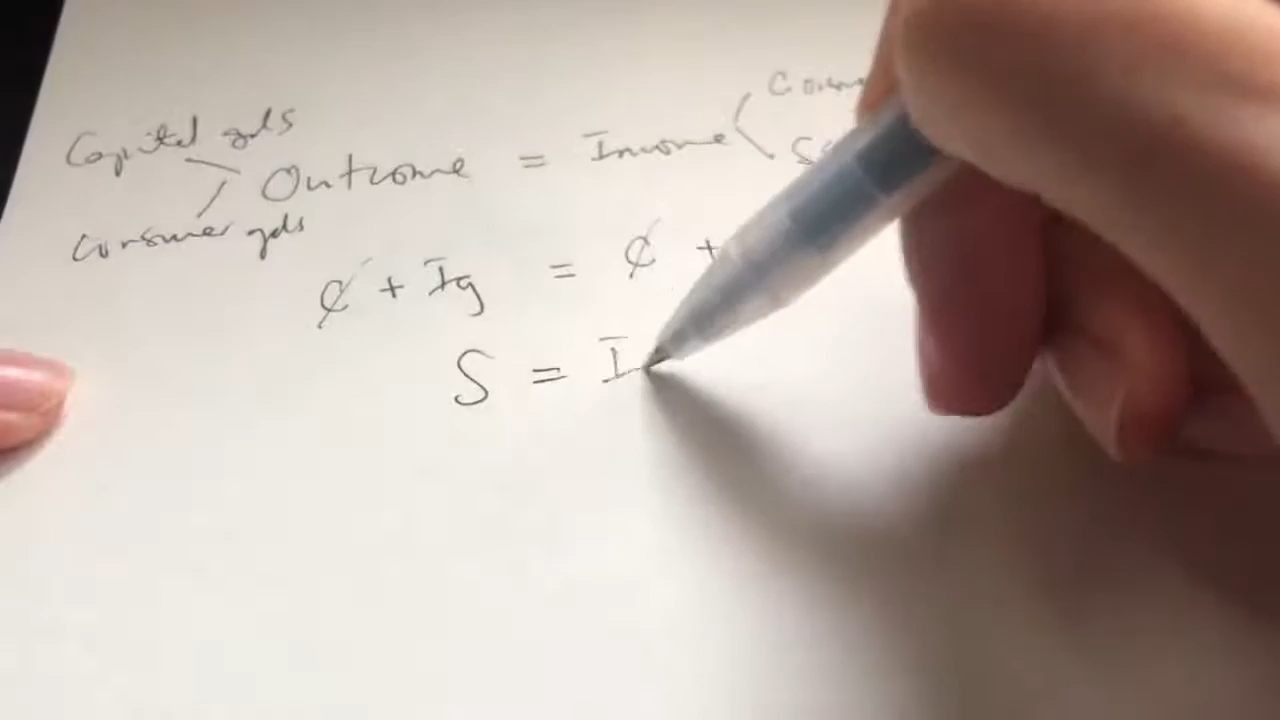 Capital gds
Outcome = Income
Consumer gds
C + Ig = C +
S = I